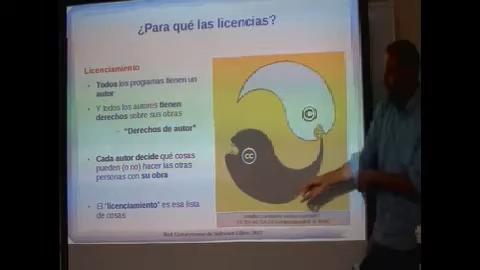 ¿Para qué las licencias?
Licenciamiento
• Todos los programas tienen un
autor
• Y todos los autores tienen
derechos sobre sus obras
– "Derechos de autor"
• Cada autor decide qué cosas
pueden (o no) hacer las otras
personas con su obra
• El "licenciamiento" es esa lista
de cosas
©
cc